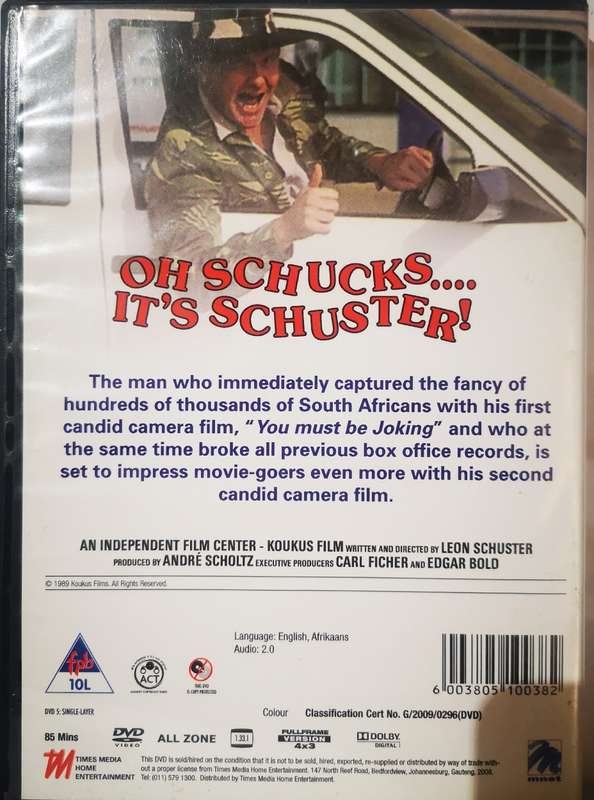 OH SCHUCKS....
IT'S SCHUSTER!
The man who immediately captured the fancy of
hundreds of thousands of South Africans with his first
candid camera film, "You must be Joking" and who at
the same time broke all previous box office records, is
set to impress movie-goers even more with his second
candid camera film.
AN INDEPENDENT FILM CENTER - KOUKUS FILM WRITTEN AND DIRECTED BY LEON SCHUSTER
PRODUCED BY ANDRÉ SCHOLTZ EXECUTIVE PRODUCERS CARL FICHER AND EDGAR BOLD
© 1989 Koukus Films. All Rights Reserved.
Language: English, Afrikaans
Audio: 2.0
fpb
10L
ACT
6 003805 100382
DVD 5: SINGLE-LAYER
Colour Classification Cert No. G/2009/0296(DVD)
85 Mins
DVD
VIDEO
ALL ZONE
1.33:1
FULLFRAME
VERSION
4x3
DOLBY
DIGITAL
TM TIMES MEDIA
HOME
ENTERTAINMENT
This DVD is sold/hired on the condition that it is not to be sold, hired, exported, re-supplied or distributed by way of trade with-
out a proper license from Times Media Home Entertainment. 147 North Reef Road, Bedfordview, Johannesburg, Gauteng, 2008,
Tel: (011) 579 1300. Distributed by Times Media Home Entertainment.
mnet